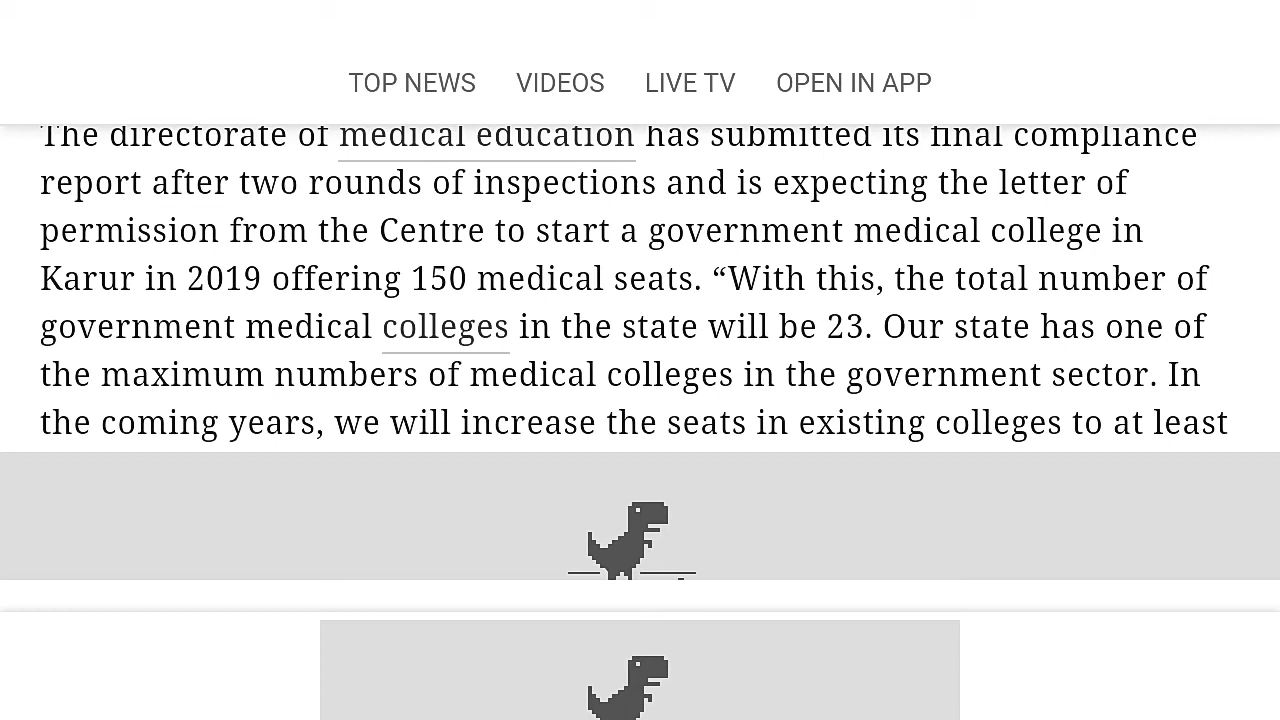 TOP NEWS VIDEOS LIVE TV OPEN IN APP
The directorate of medical education has submitted its final compliance
report after two rounds of inspections and is expecting the letter of
permission from the Centre to start a government medical college in
Karur in 2019 offering 150 medical seats. “With this, the total number of
government medical colleges in the state will be 23. Our state has one of
the maximum numbers of medical colleges in the government sector. In
the coming years, we will increase the seats in existing colleges to at least